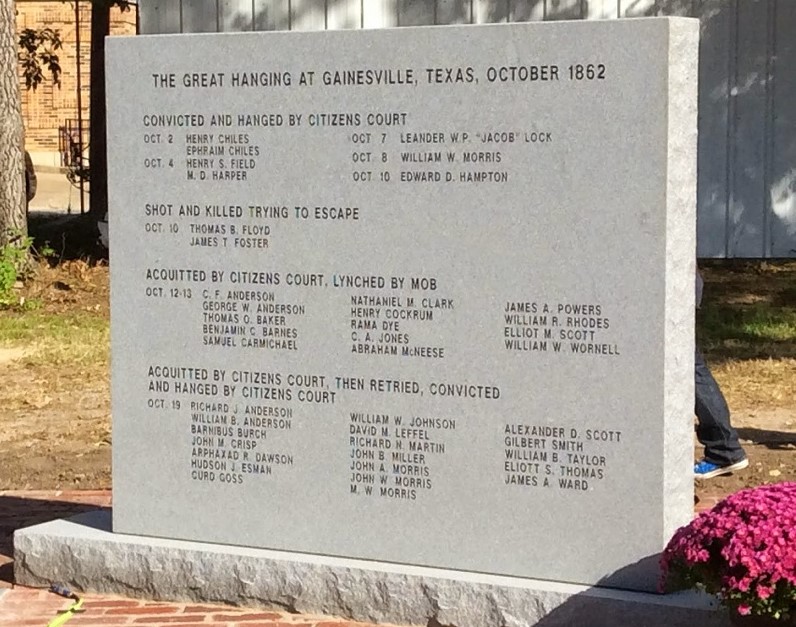 THE GREAT HANGING AT GAINESVILLE, TEXAS, OCTOBER 1862
CONVICTED AND HANGED BY CITIZENS COURT
OCT. 2 HENRY CHILES
EPHRAIM CHILES
OCT. 4 HENRY S. FIELD
M. D. HARPER
OCT 7 LEANDER W.P. "JACOB" LOCK
OCT. 8 WILLIAM W. MORRIS
OCT. 10 EDWARD D. HAMPTON
SHOT AND KILLED TRYING TO ESCAPE
OCT. 10 THOMAS B. FLOYD
JAMES T. FOSTER
ACQUITTED BY CITIZENS COURT, LYNCHED BY MOB
OCT. 12-13 C. F. ANDERSON
GEORGE W. ANDERSON
THOMAS O. BAKER
BENJAMIN C. BARNES
SAMUEL CARMICHAEL
NATHANIEL M. CLARK
HENRY COCKRUM
RAMA DYE
C. A. JONES
ABRAHAM McNEESE
JAMES A. POWERS
WILLIAM R. RHODES
ELLIOT M. SCOTT
WILLIAM W. WORNELL
ACQUITTED BY CITIZENS COURT, THEN RETRIED, CONVICTED
AND HANGED BY CITIZENS COURT
OCT. 19 RICHARD J. ANDERSON
WILLIAM B. ANDERSON
BARNIBUS BURCH
JOHN M. CRISP
ARPHAXAD R. DAWSON
HUDSON J. ESMAN
CURD GOSS
WILLIAM W. JOHNSON
DAVID M. LEFFEL
RICHARD N. MARTIN
JOHN B. MILLER
JOHN A. MORRIS
JOHN W. MORRIS
M. W. MORRIS
ALEXANDER D. SCOTT
GILBERT SMITH
WILLIAM B. TAYLOR
ELIOTT S. THOMAS
JAMES A. WARD